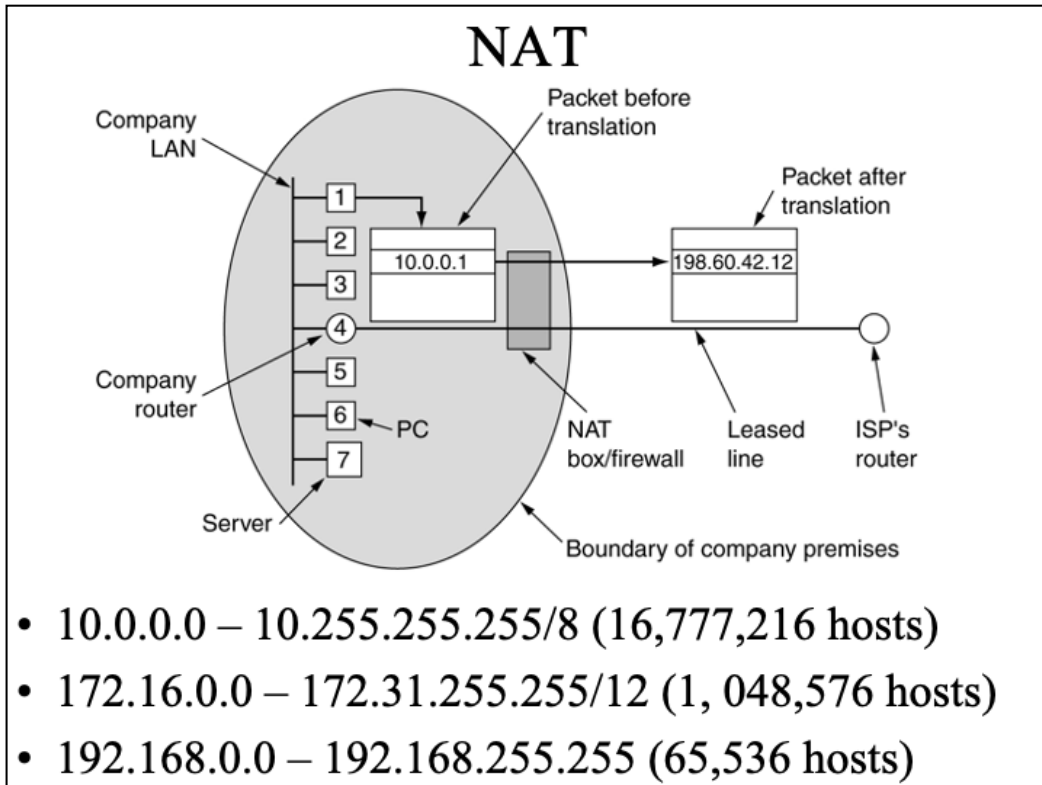 NAT
Packet before
translation
Company
LAN
Packet after
translation
1
2
3
4
5
6
7
10.0.0.1
198.60.42.12
Company
router
PC
NAT
box/firewall
Leased
line
ISP's
router
Server
Boundary of company premises
• 10.0.0.0 – 10.255.255.255/8 (16,777,216 hosts)
• 172.16.0.0 – 172.31.255.255/12 (1, 048,576 hosts)
• 192.168.0.0 – 192.168.255.255 (65,536 hosts)